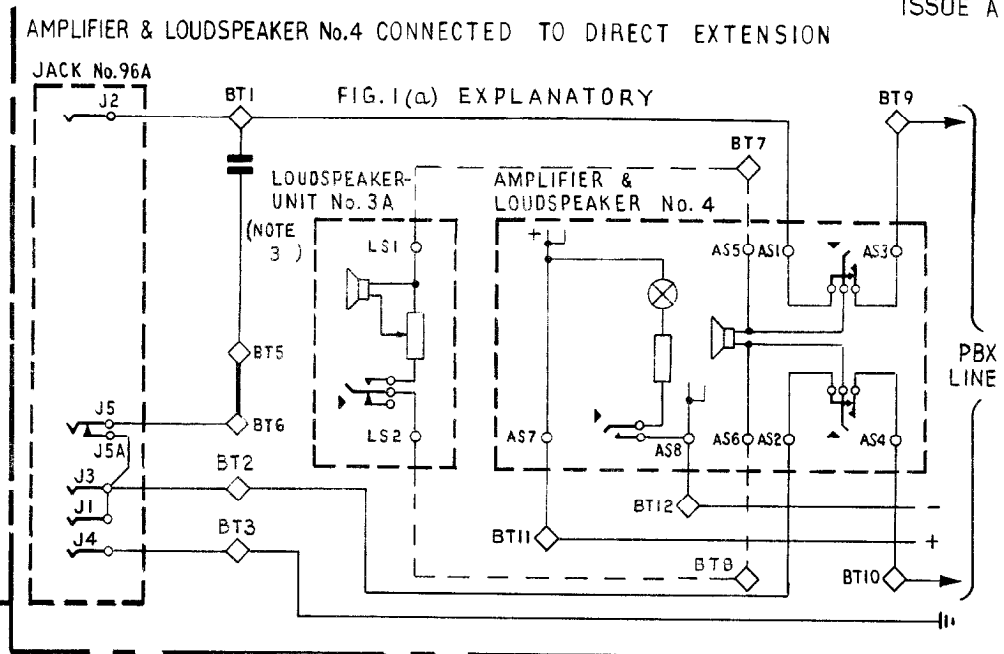 ISSUE A
AMPLIFIER & LOUDSPEAKER No.4 CONNECTED TO DIRECT EXTENSION
JACK No.96A
FIG.1(a) EXPLANATORY
J2
BT1
BT9
BT7
LOUDSPEAKER-
UNIT No.3A
AMPLIFIER &
LOUDSPEAKER No. 4
(NOTE
3 )
LS1
+
AS5
AS1
AS3
BT5
PBX
LINE
J5
BT6
J5A
LS2
AS7
AS8
AS6
AS2
AS4
J3
BT2
J1
BT12
-
J4
BT3
BT11
+
BT8
BT10